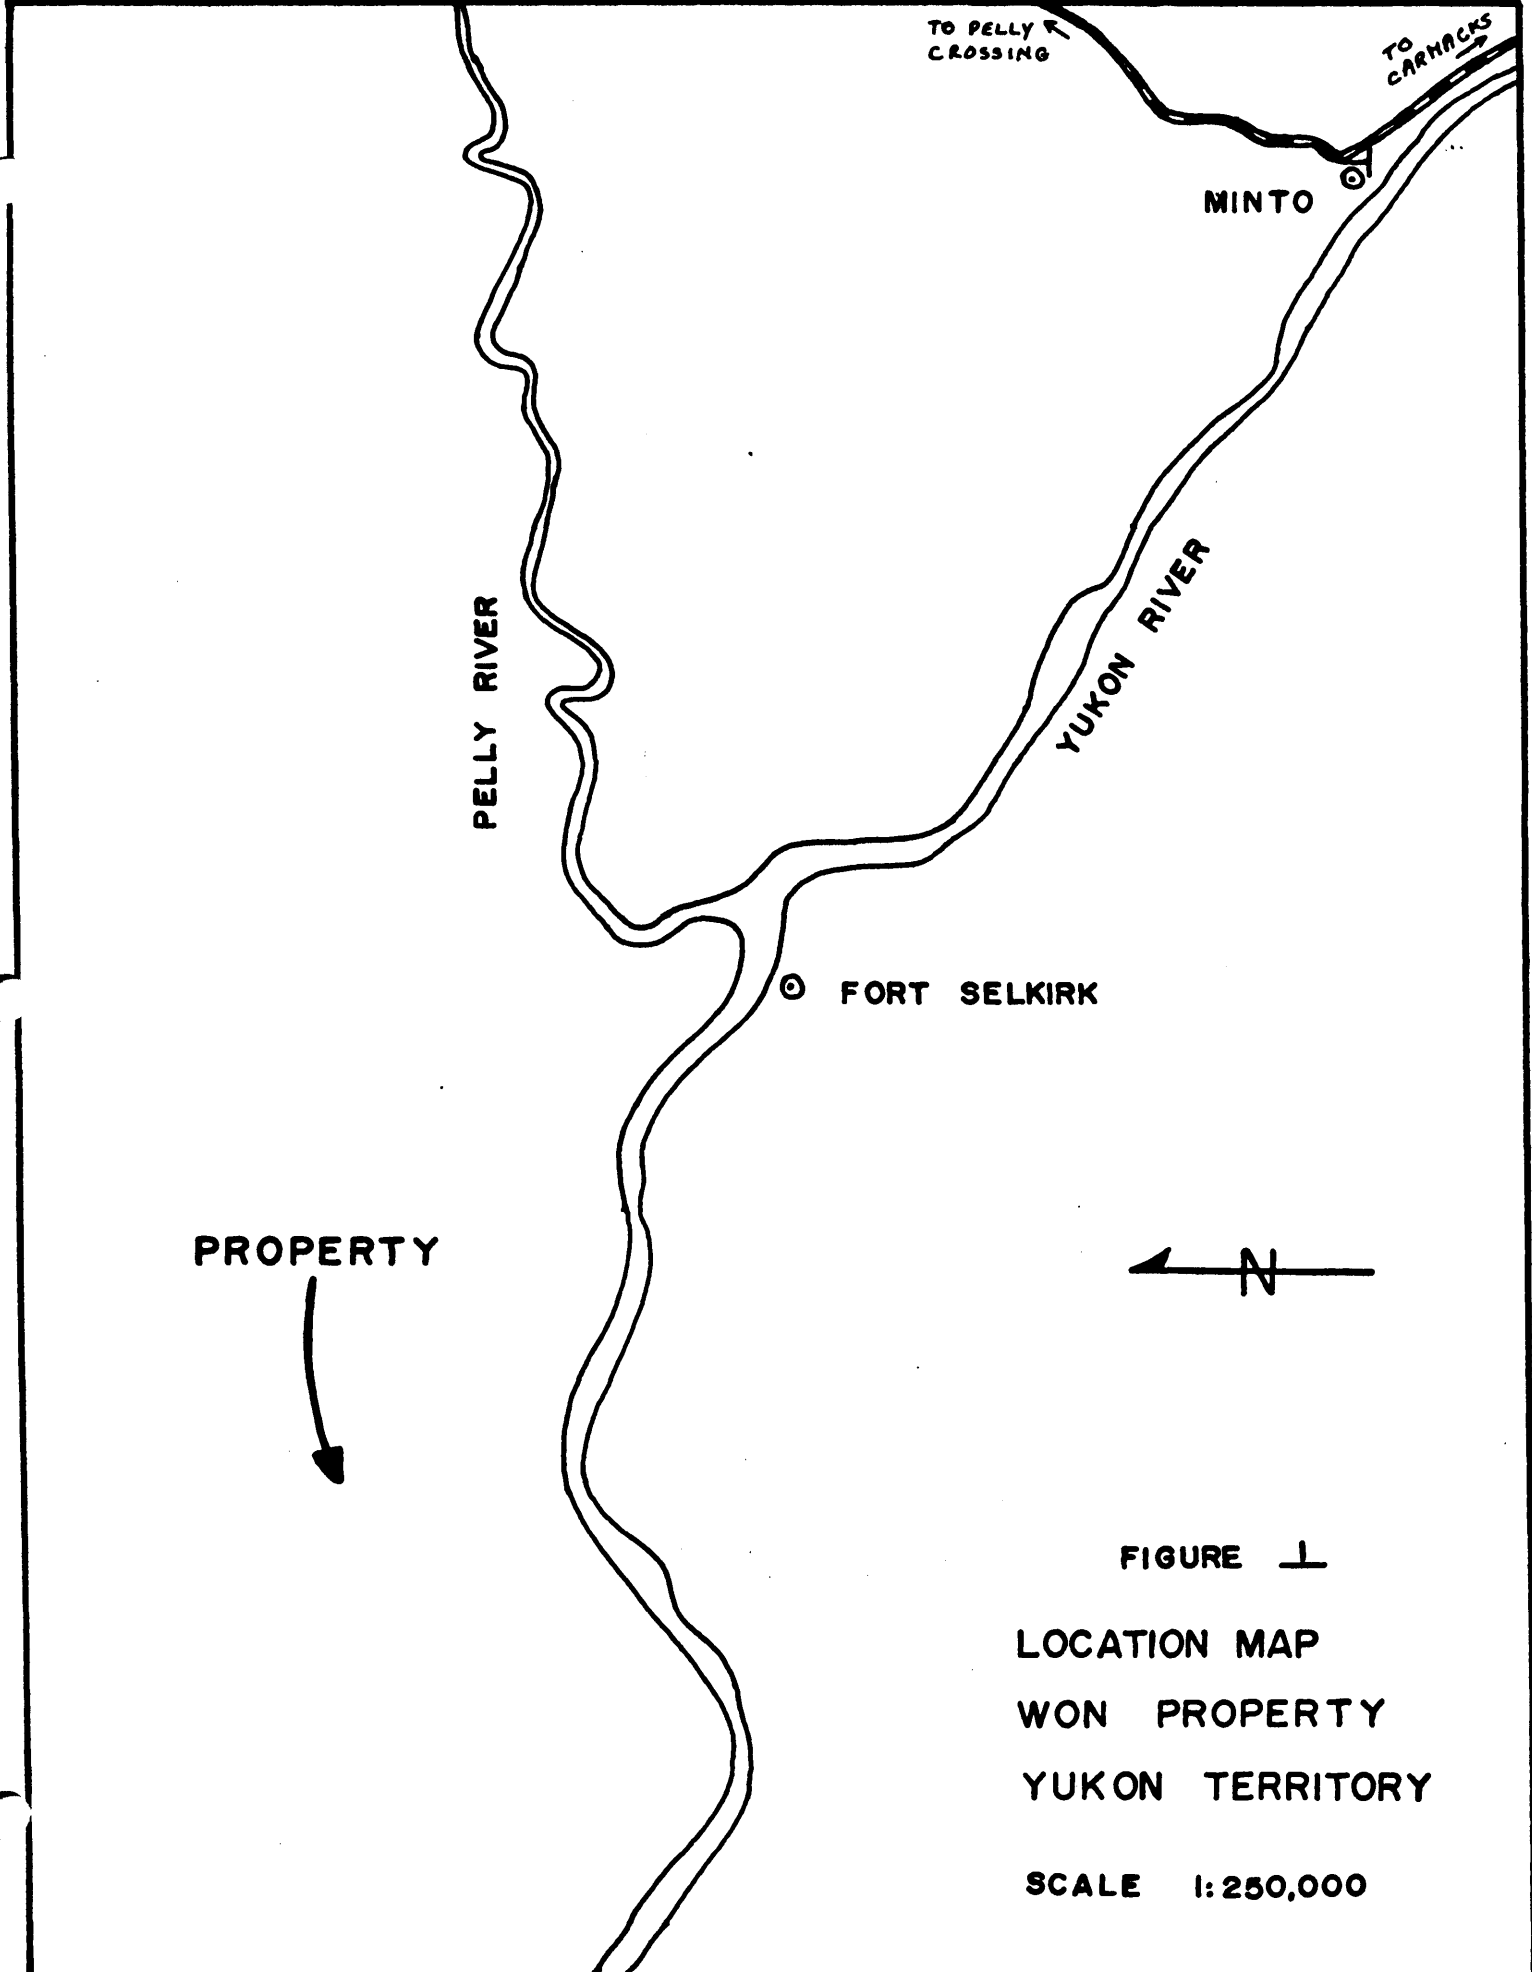 TO PELLY
CROSSING
TO
CARMACKS
MINTO
PELLY RIVER
YUKON RIVER
FORT SELKIRK
PROPERTY
N
FIGURE 1
LOCATION MAP
WON PROPERTY
YUKON TERRITORY
SCALE 1:250,000